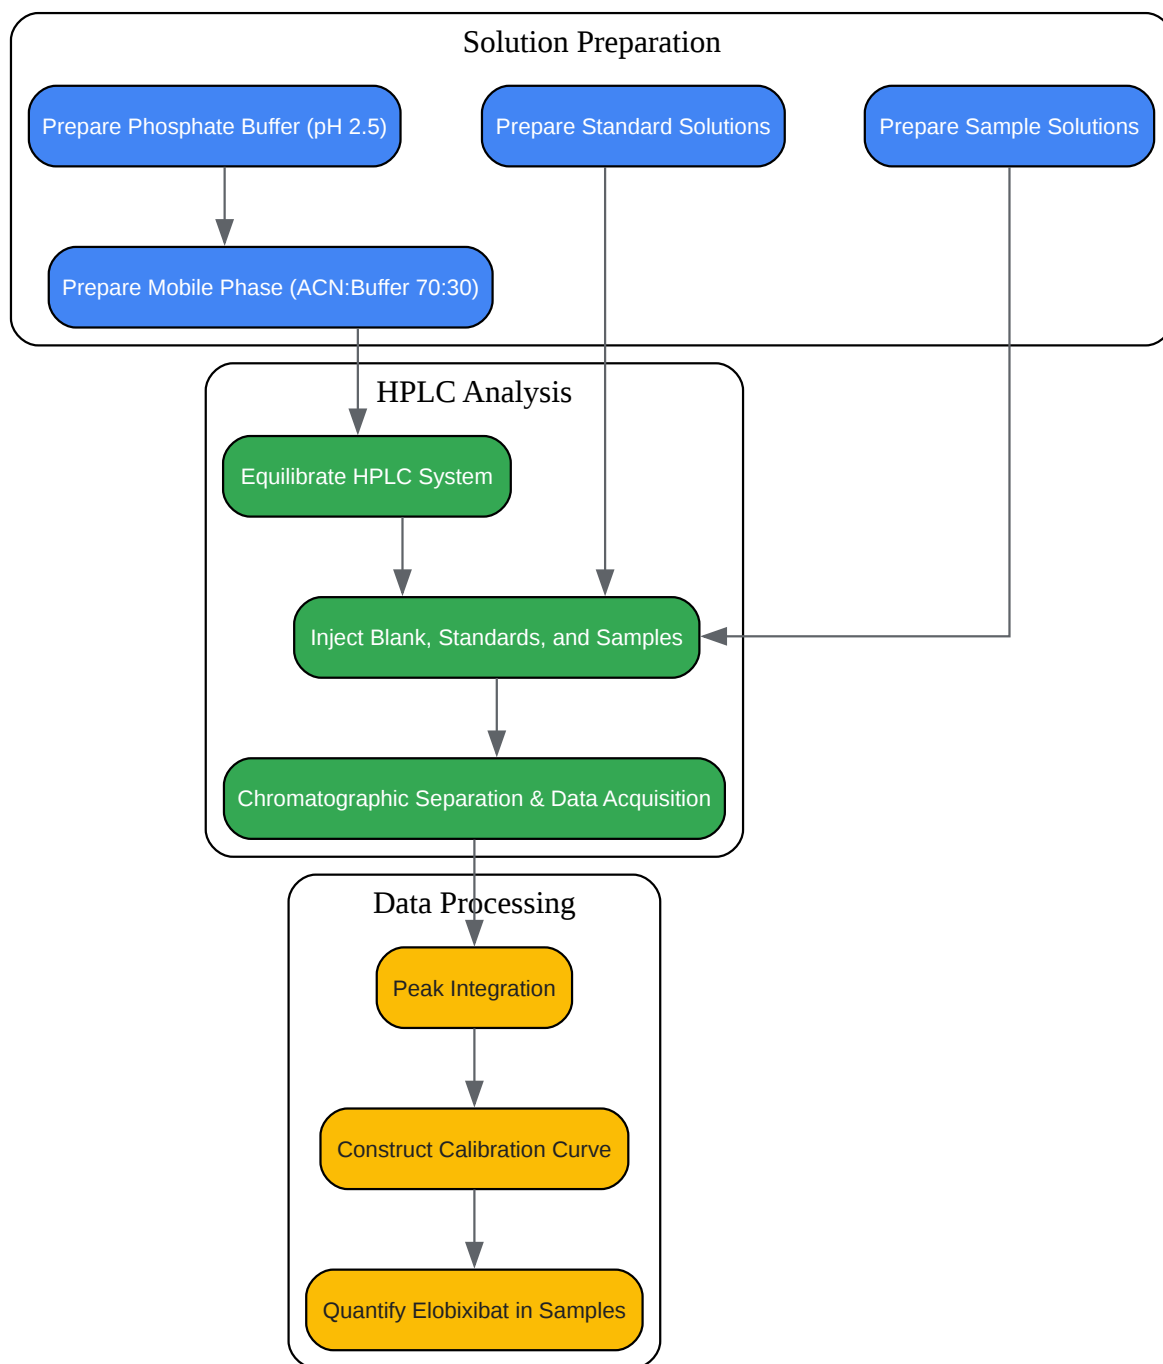 Solution Preparation
Prepare Phosphate Buffer (pH 2.5)
Prepare Standard Solutions
Prepare Sample Solutions
Prepare Mobile Phase (ACN:Buffer 70:30)
HPLC Analysis
Equilibrate HPLC System
Inject Blank, Standards, and Samples
Chromatographic Separation & Data Acquisition
Data Processing
Peak Integration
Construct Calibration Curve
Quantify Elobixibat in Samples